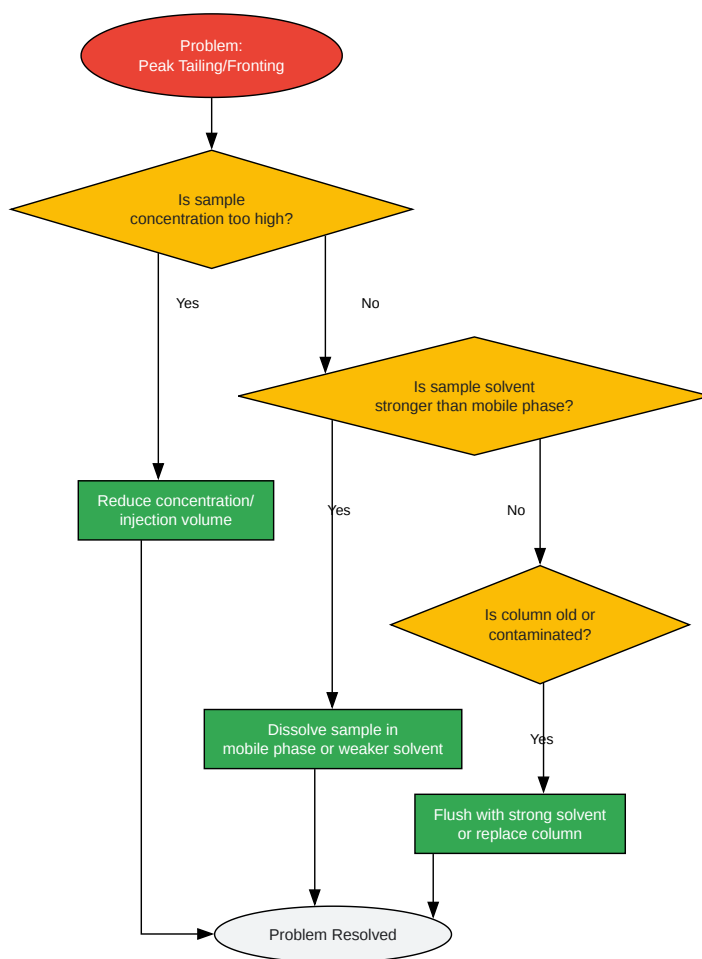 Problem:
Peak Tailing/Fronting
Is sample
concentration too high?
Yes
No
Is sample solvent
stronger than mobile phase?
Reduce concentration/
injection volume
Yes
No
Is column old or
contaminated?
Dissolve sample in
mobile phase or weaker solvent
Yes
Flush with strong solvent
or replace column
Problem Resolved